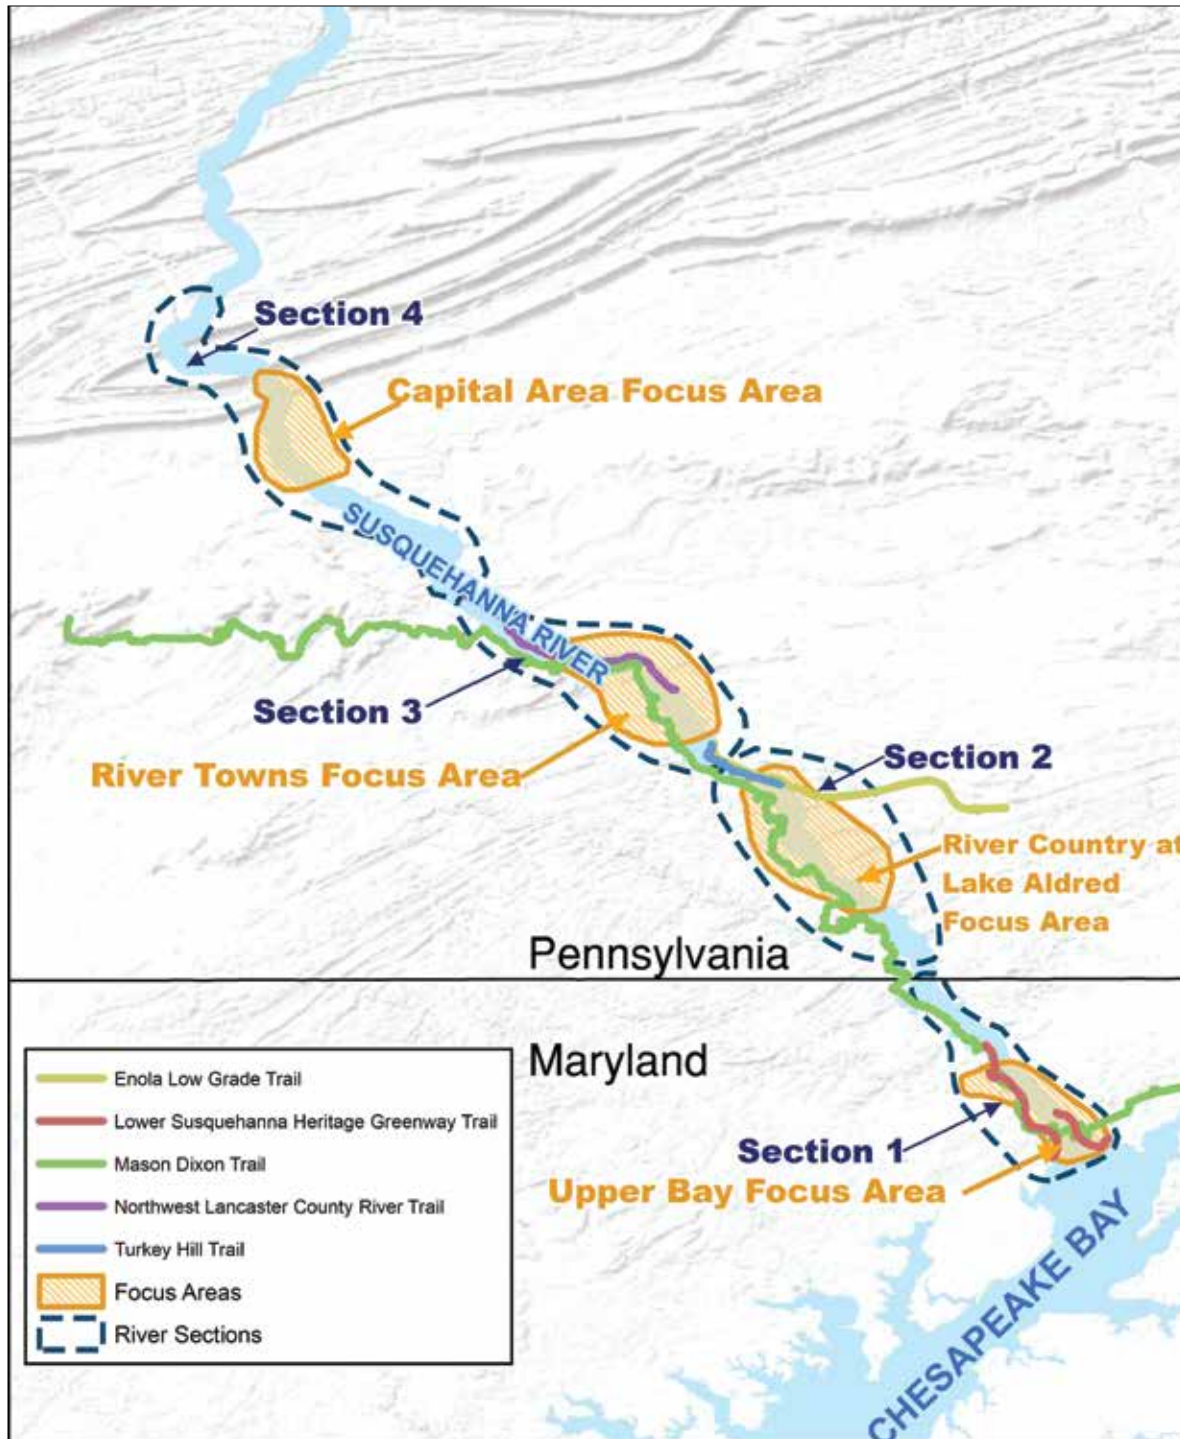 Section 4
Capital Area Focus Area
SUSQUEHANNA RIVER
Section 3
River Towns Focus Area
Section 2
River Country at
Lake Aldred
Focus Area
Pennsylvania
Maryland
Enola Low Grade Trail
Lower Susquehanna Heritage Greenway Trail
Mason Dixon Trail
Northwest Lancaster County River Trail
Turkey Hill Trail
Focus Areas
River Sections
Section 1
Upper Bay Focus Area
CHESAPEAKE BAY